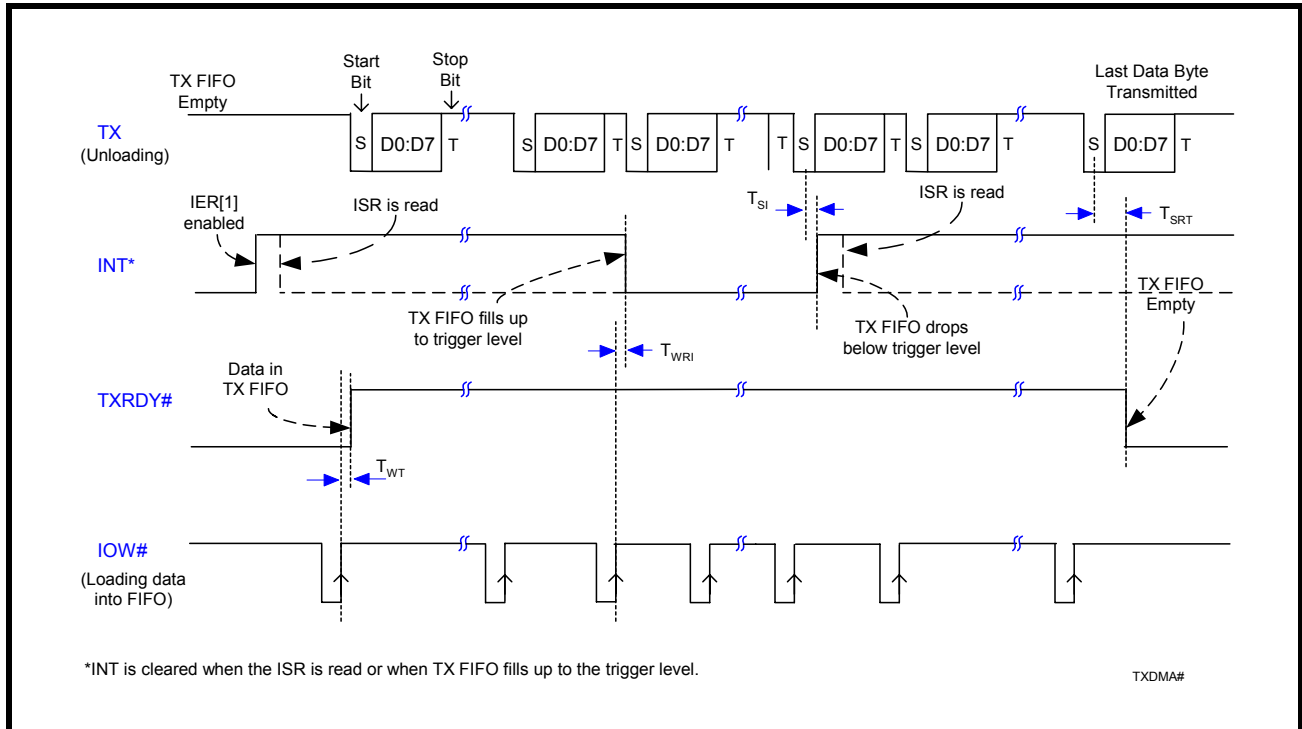 Start
Bit
Stop
Bit
TX FIFO
Empty
Last Data Byte
Transmitted
TX
(Unloading)
S D0:D7 T S D0:D7 T S D0:D7 T T S D0:D7 T S D0:D7 T S D0:D7 T
IER[1]
enabled
ISR is read
TSI
ISR is read
TSRT
INT*
TX FIFO fills up
to trigger level
TX FIFO drops
below trigger level
TX FIFO
Empty
TWRI
Data in
TX FIFO
TXRDY#
TWT
IOW#
(Loading data
into FIFO)
*INT is cleared when the ISR is read or when TX FIFO fills up to the trigger level.
TXDMA#